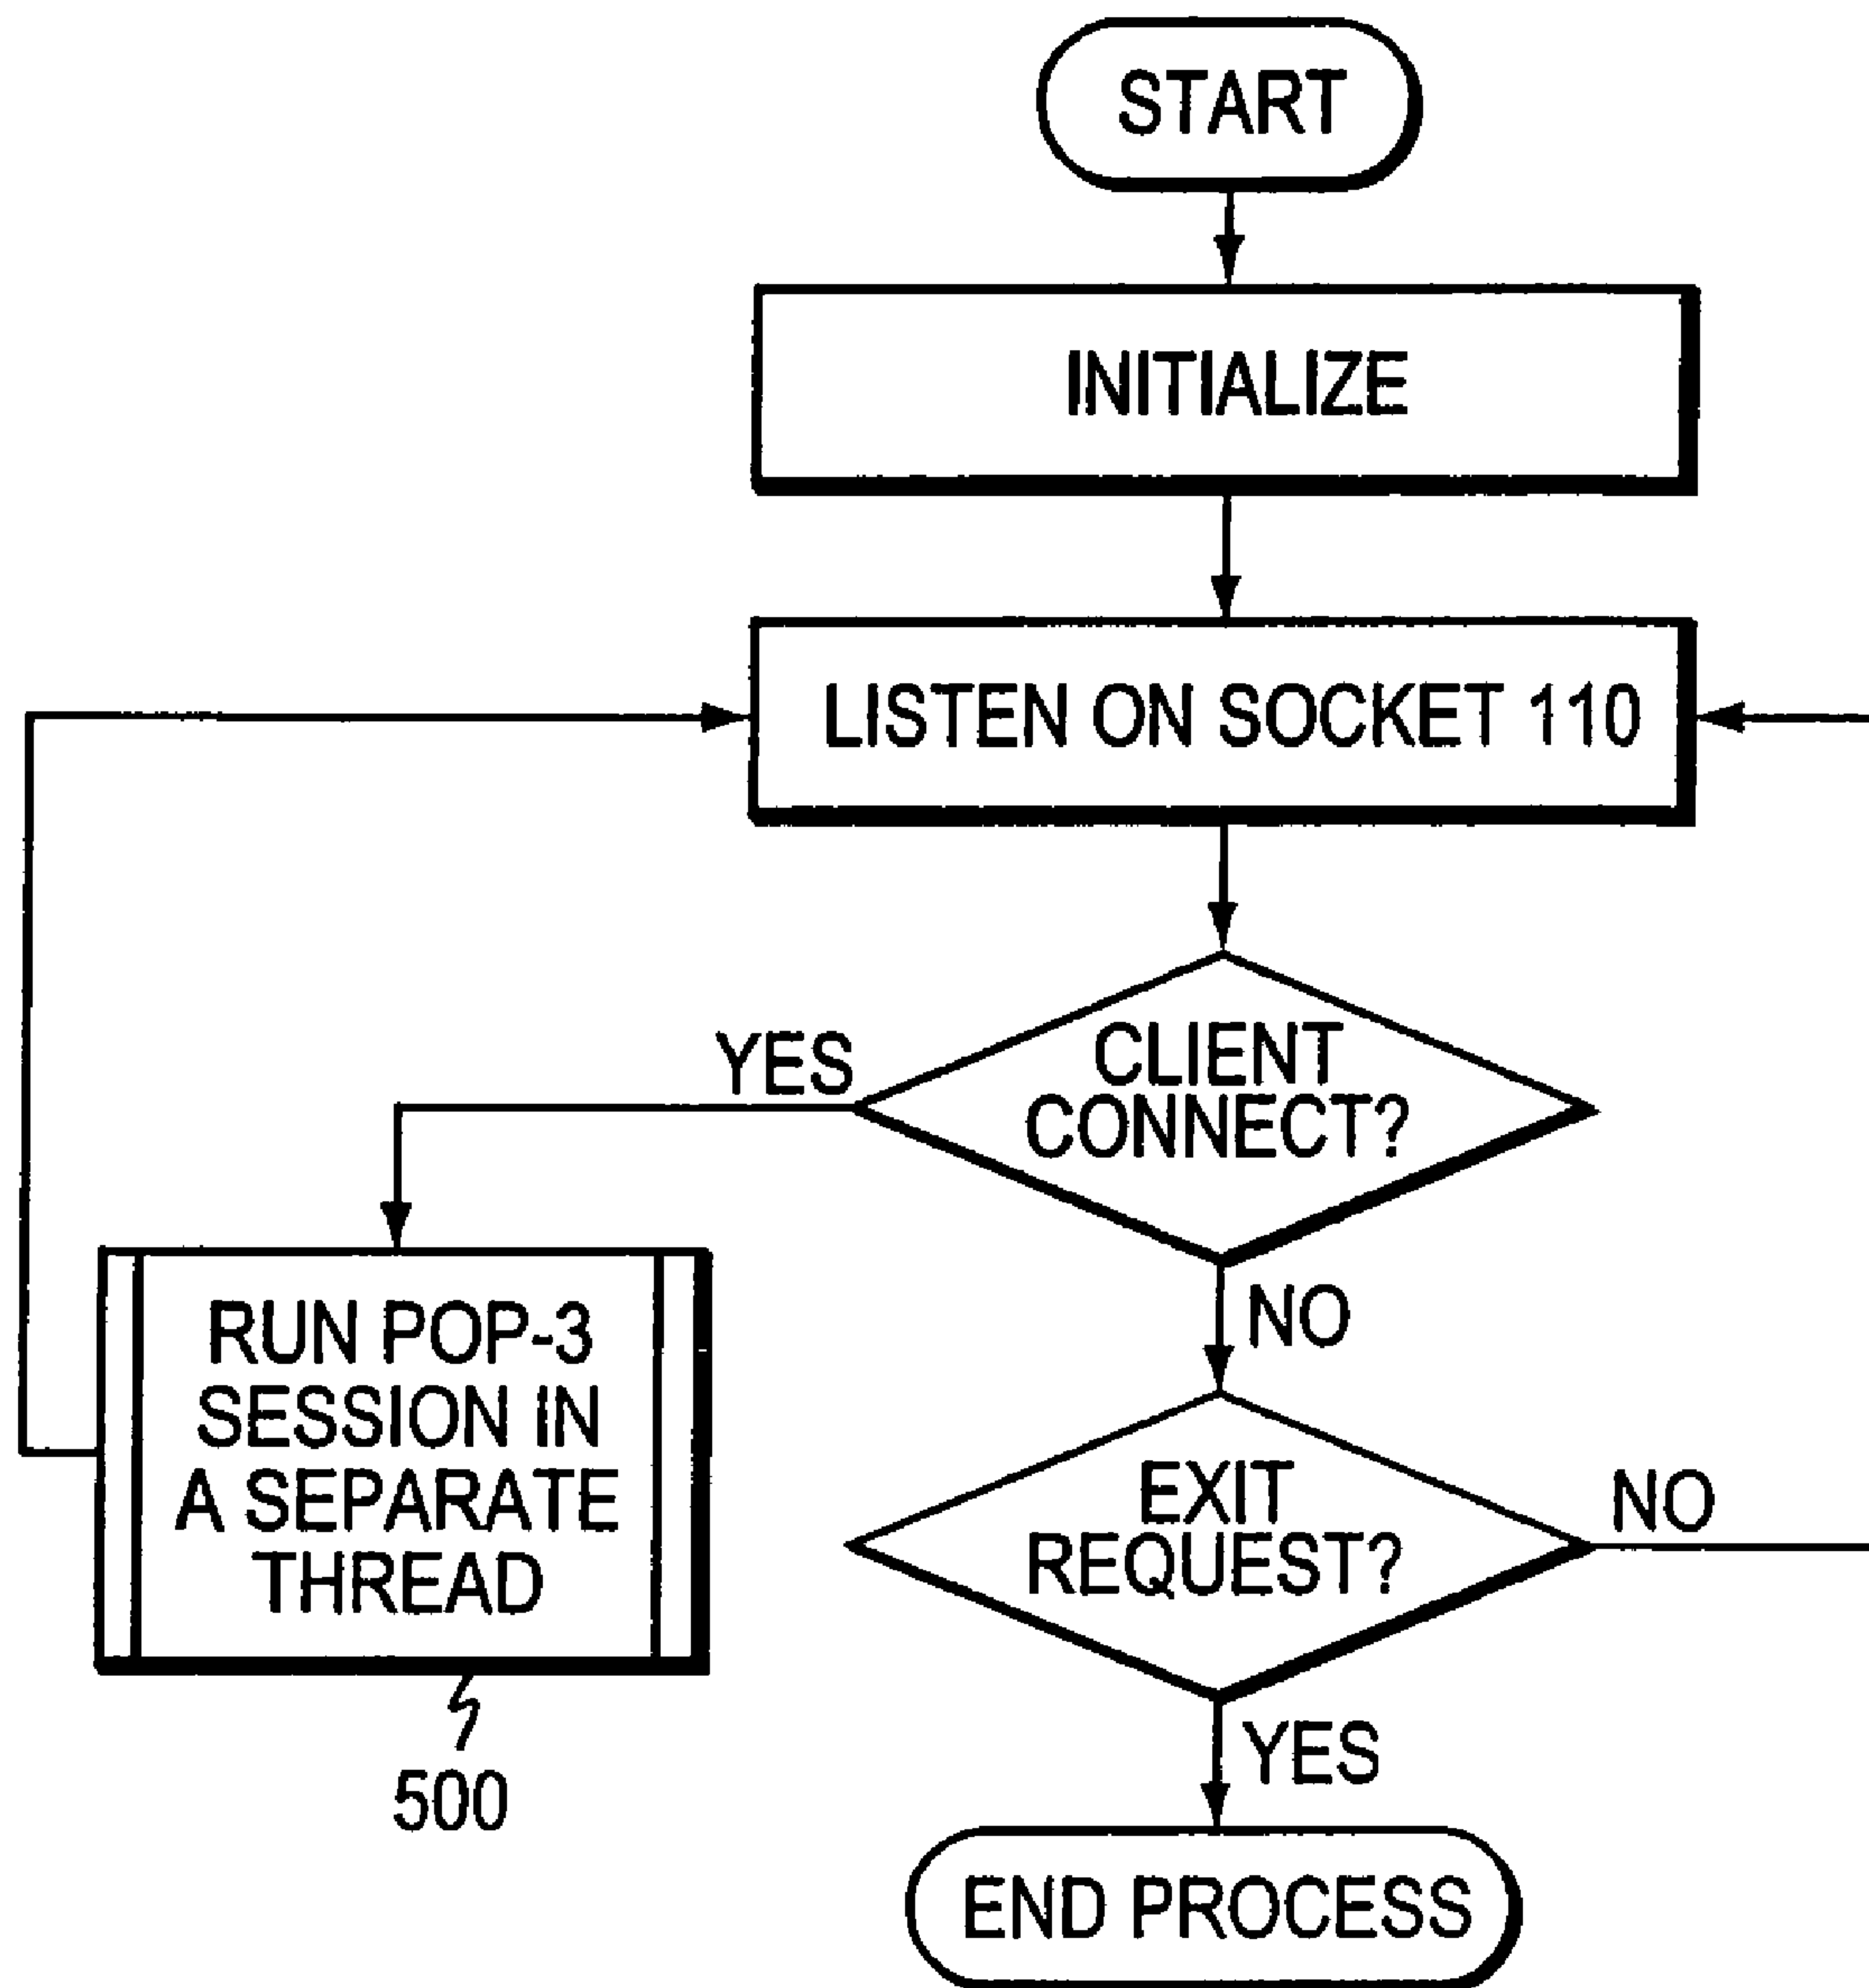 START
INITIALIZE
LISTEN ON SOCKET 110
CLIENT
CONNECT?
YES
NO
RUN POP-3
SESSION IN
A SEPARATE
THREAD
500
EXIT
REQUEST?
NO
YES
END PROCESS